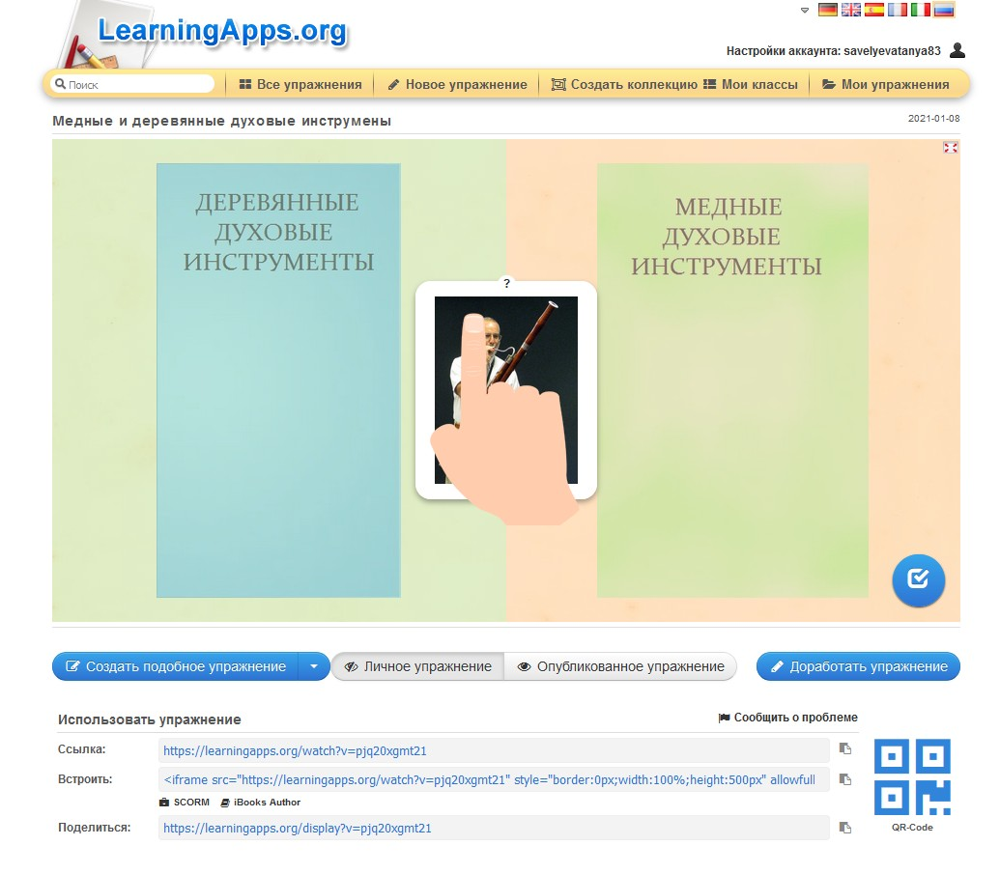 LearningApps.org
Настройки аккаунта: savelyevatanya83
Поиск
Все упражнения
Новое упражнение
Создать коллекцию
Мои классы
Мои упражнения
Медные и деревянные духовые инструмены
2021-01-08
ДЕРЕВЯННЫЕ
ДУХОВЫЕ
ИНСТРУМЕНТЫ
МЕДНЫЕ
ДУХОВЫЕ
ИНСТРУМЕНТЫ
?
Создать подобное упражнение
Личное упражнение
Опубликованное упражнение
Доработать упражнение
Использовать упражнение
Сообщить о проблеме
Ссылка:
https://learningapps.org/watch?v=pjq20xgmt21
Встроить:
<iframe src="https://learningapps.org/watch?v=pjq20xgmt21" style="border:0px;width:100%;height:500px" allowfull
SCORM
iBooks Author
Поделиться:
https://learningapps.org/display?v=pjq20xgmt21
QR-Code